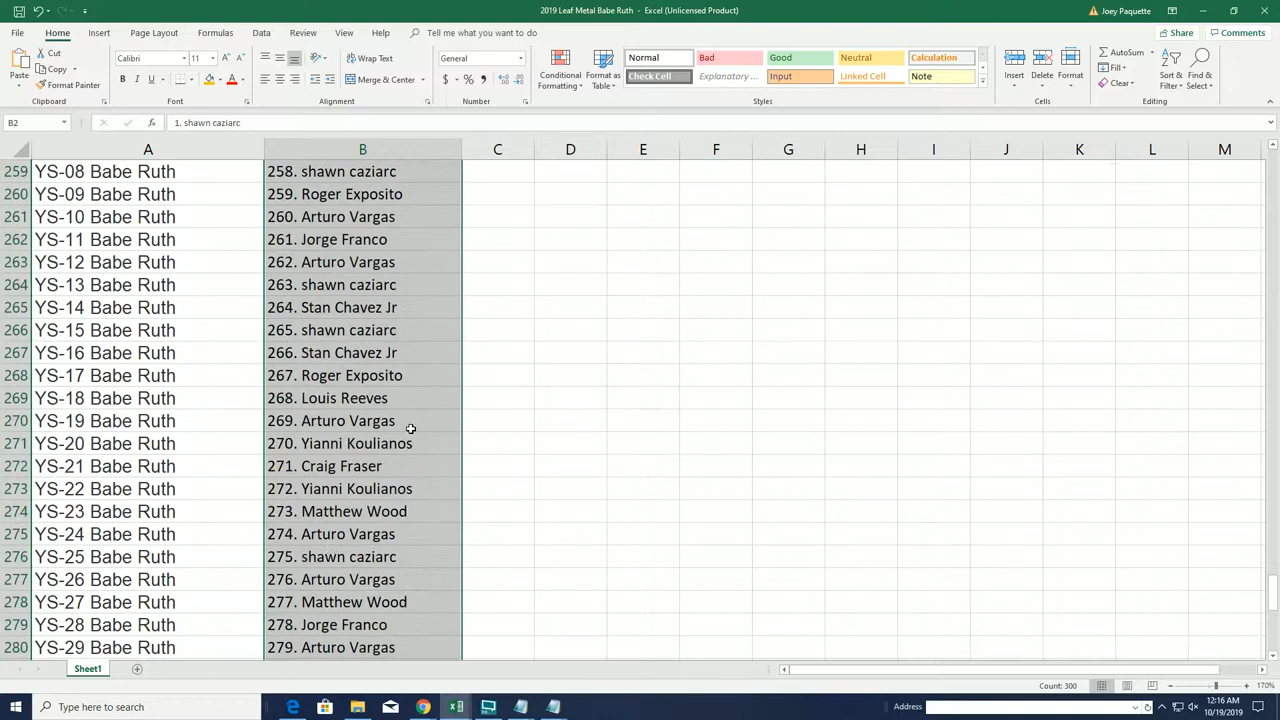 2019 Leaf Metal Babe Ruth - Excel (Unlicensed Product)
Joey Paquette
File Home Insert Page Layout Formulas Data Review View Help Tell me what you want to do
Share Comments
Paste Cut Copy Format Painter Clipboard
Calibri 11 B I U A A Font
Wrap Text Merge & Center Alignment
General $ % Number
Conditional Formatting Format as Table
Normal Bad Good Neutral Calculation
Check Cell Explanatory ... Input Linked Cell Note
Styles
Insert Delete Format Cells
AutoSum Fill Clear Sort & Filter Find & Select Editing
B2 fx 1. shawn caziarc
A B C D E F G H I J K L M
259 YS-08 Babe Ruth 258. shawn caziarc
260 YS-09 Babe Ruth 259. Roger Exposito
261 YS-10 Babe Ruth 260. Arturo Vargas
262 YS-11 Babe Ruth 261. Jorge Franco
263 YS-12 Babe Ruth 262. Arturo Vargas
264 YS-13 Babe Ruth 263. shawn caziarc
265 YS-14 Babe Ruth 264. Stan Chavez Jr
266 YS-15 Babe Ruth 265. shawn caziarc
267 YS-16 Babe Ruth 266. Stan Chavez Jr
268 YS-17 Babe Ruth 267. Roger Exposito
269 YS-18 Babe Ruth 268. Louis Reeves
270 YS-19 Babe Ruth 269. Arturo Vargas
271 YS-20 Babe Ruth 270. Yianni Koulianos
272 YS-21 Babe Ruth 271. Craig Fraser
273 YS-22 Babe Ruth 272. Yianni Koulianos
274 YS-23 Babe Ruth 273. Matthew Wood
275 YS-24 Babe Ruth 274. Arturo Vargas
276 YS-25 Babe Ruth 275. shawn caziarc
277 YS-26 Babe Ruth 276. Arturo Vargas
278 YS-27 Babe Ruth 277. Matthew Wood
279 YS-28 Babe Ruth 278. Jorge Franco
280 YS-29 Babe Ruth 279. Arturo Vargas
Sheet1
Count: 300 170%
Type here to search
Address
12:16 AM
10/19/2019